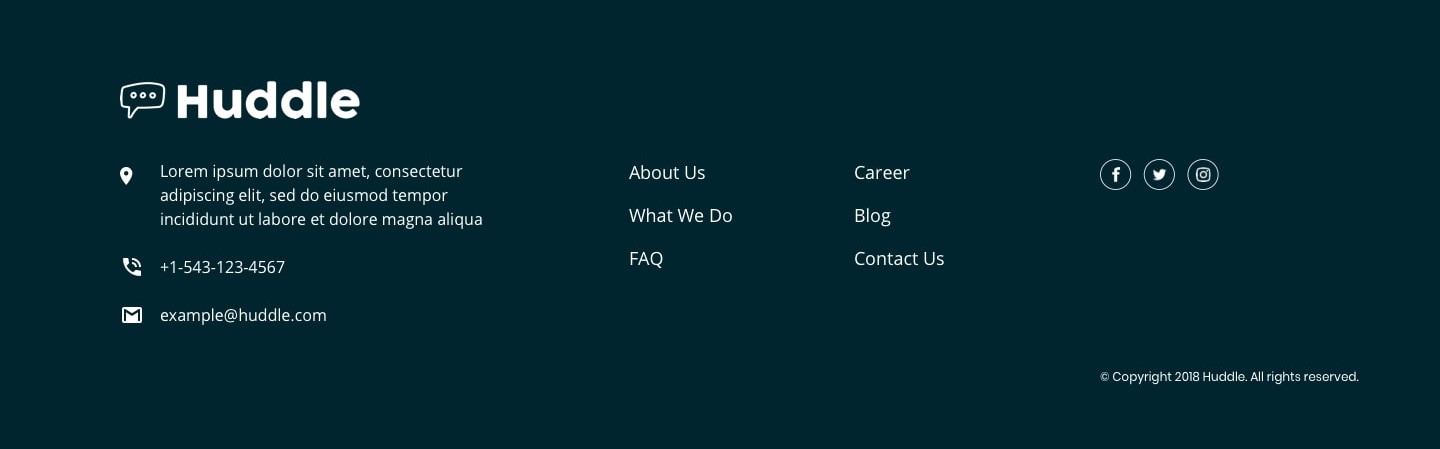 Huddle
Lorem ipsum dolor sit amet, consectetur
adipiscing elit, sed do eiusmod tempor
incididunt ut labore et dolore magna aliqua
+1-543-123-4567
example@huddle.com
About Us
What We Do
FAQ
Career
Blog
Contact Us
© Copyright 2018 Huddle. All rights reserved.